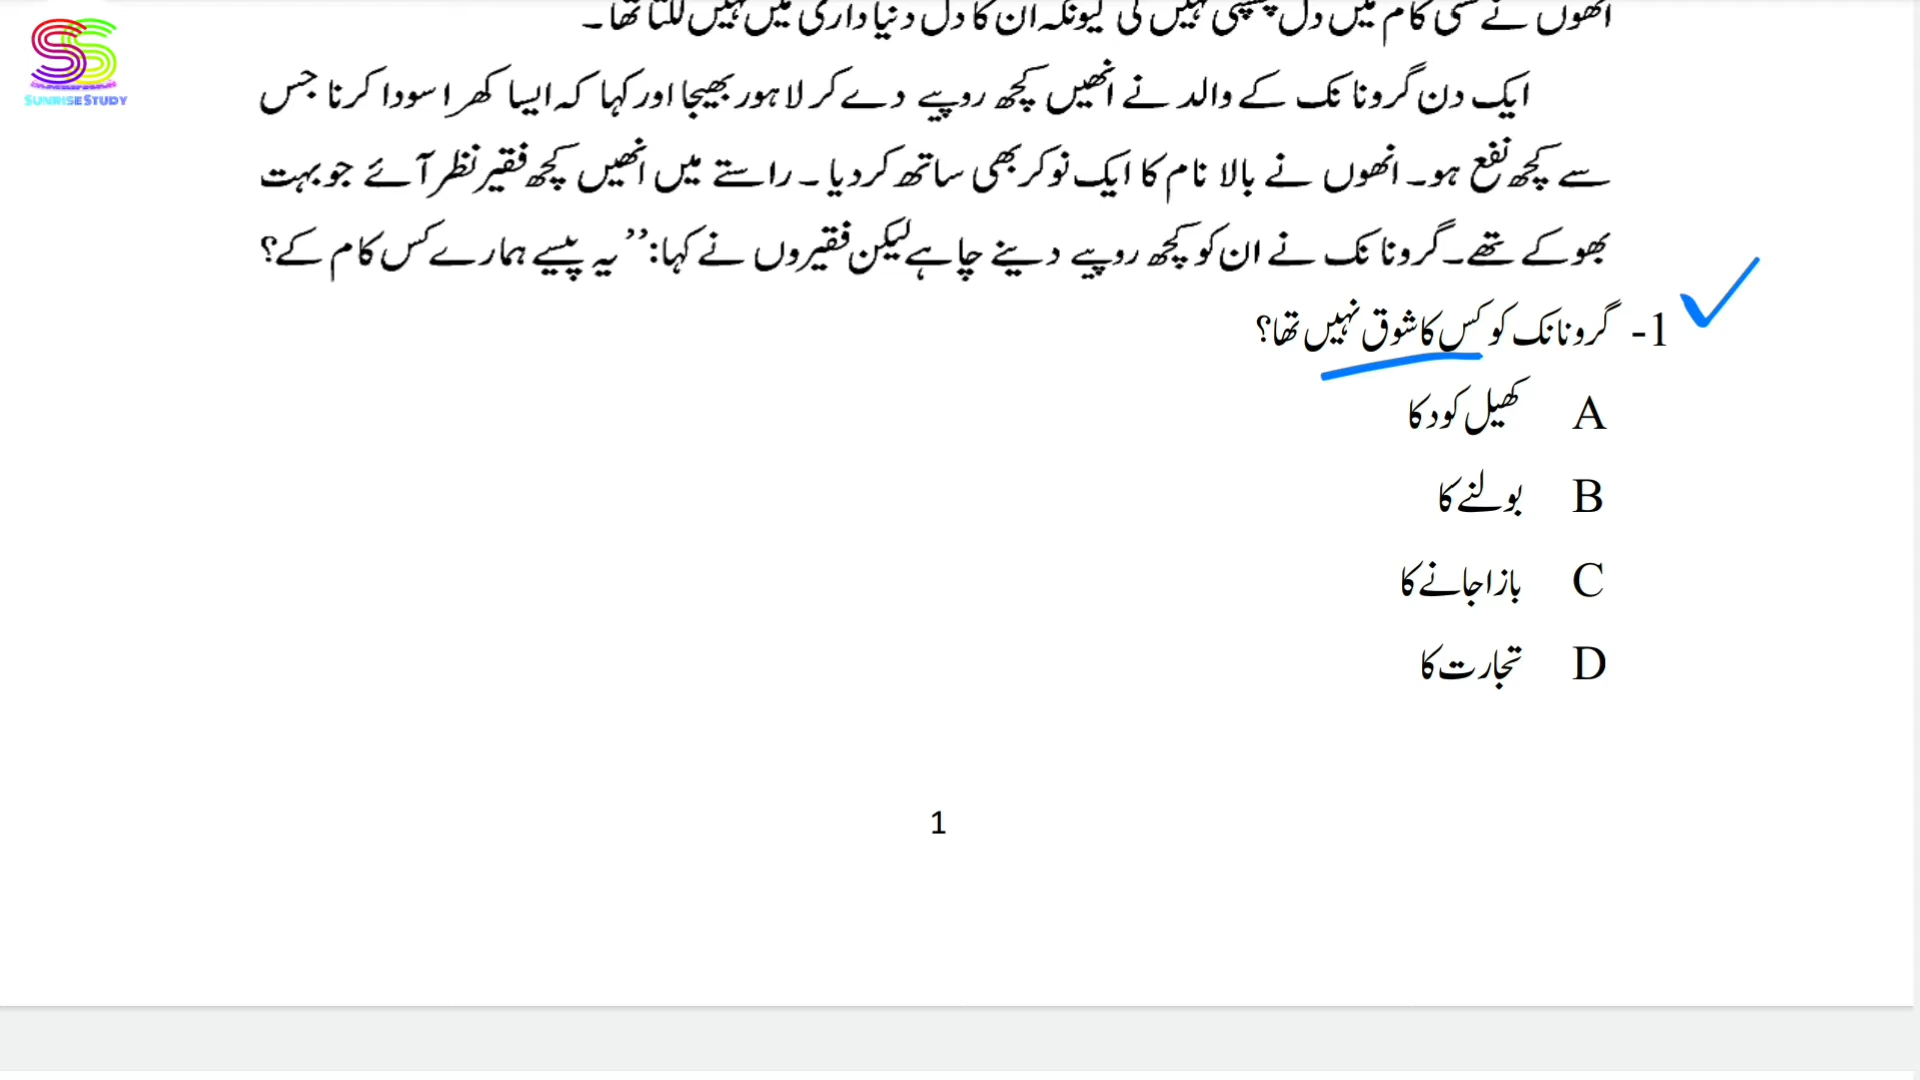 SUNRISESTUDY
انھوں نے کسی کام میں دل چسپی نہیں لی کیونکہ ان کا دل دنیا داری میں نہیں لگتا تھا۔
ایک دن گرونانک کے والد نے انھیں کچھ روپیے دے کر لاہور بھیجا اور کہا کہ ایسا کھرا سودا کرنا جس
سے کچھ نفع ہو۔ انھوں نے بالا نام کا ایک نوکر بھی ساتھ کردیا۔ راستے میں انھیں کچھ فقیر نظر آئے جو بہت
بھوکے تھے۔ گرونانک نے ان کو کچھ روپیے دینے چاہے لیکن فقیروں نے کہا: ’’یہ پیسے ہمارے کس کام کے؟
1- گرونانک کو کس کا شوق نہیں تھا؟
A کھیل کود کا
B بولنے کا
C بازا جانے کا
D تجارت کا
1